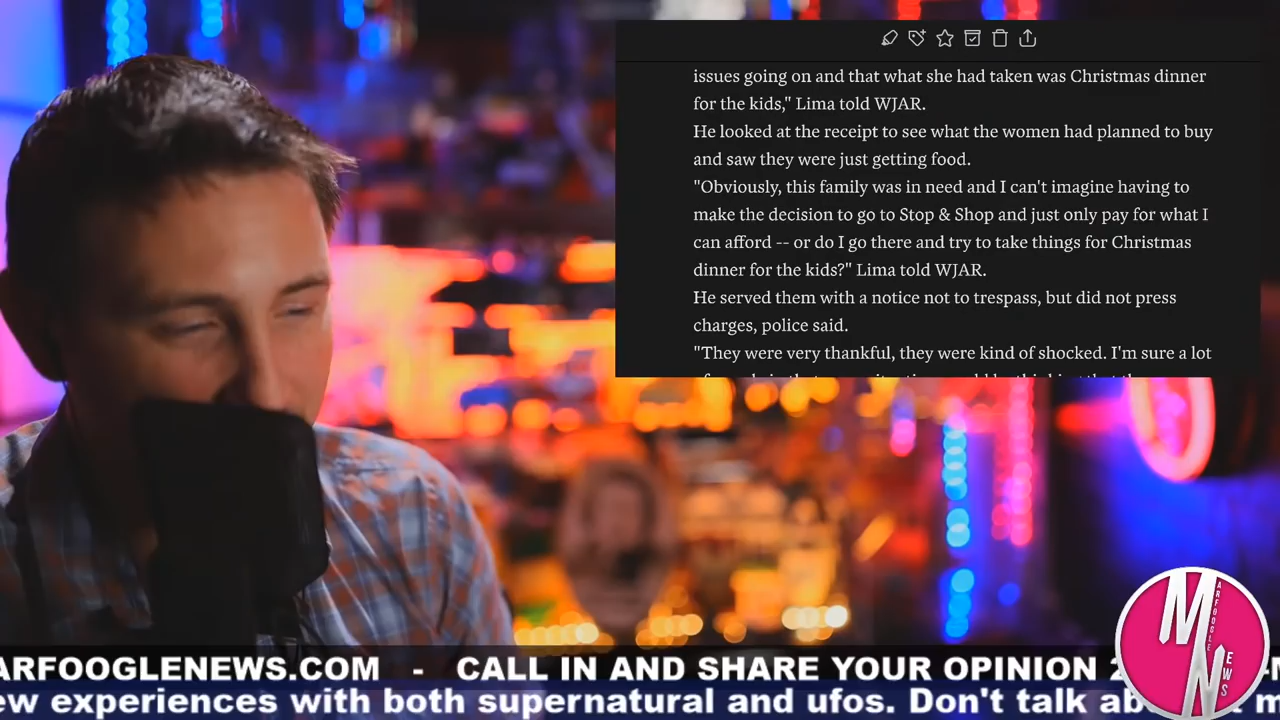 issues going on and that what she had taken was Christmas dinner
for the kids," Lima told WJAR.
He looked at the receipt to see what the women had planned to buy
and saw they were just getting food.
"Obviously, this family was in need and I can't imagine having to
make the decision to go to Stop & Shop and just only pay for what I
can afford -- or do I go there and try to take things for Christmas
dinner for the kids?" Lima told WJAR.
He served them with a notice not to trespass, but did not press
charges, police said.
"They were very thankful, they were kind of shocked. I'm sure a lot
MARFOOGLE NEWS
ARFOOGLENEWS.COM - CALL IN AND SHARE YOUR OPINION 2
ew experiences with both supernatural and ufos. Don't talk ab